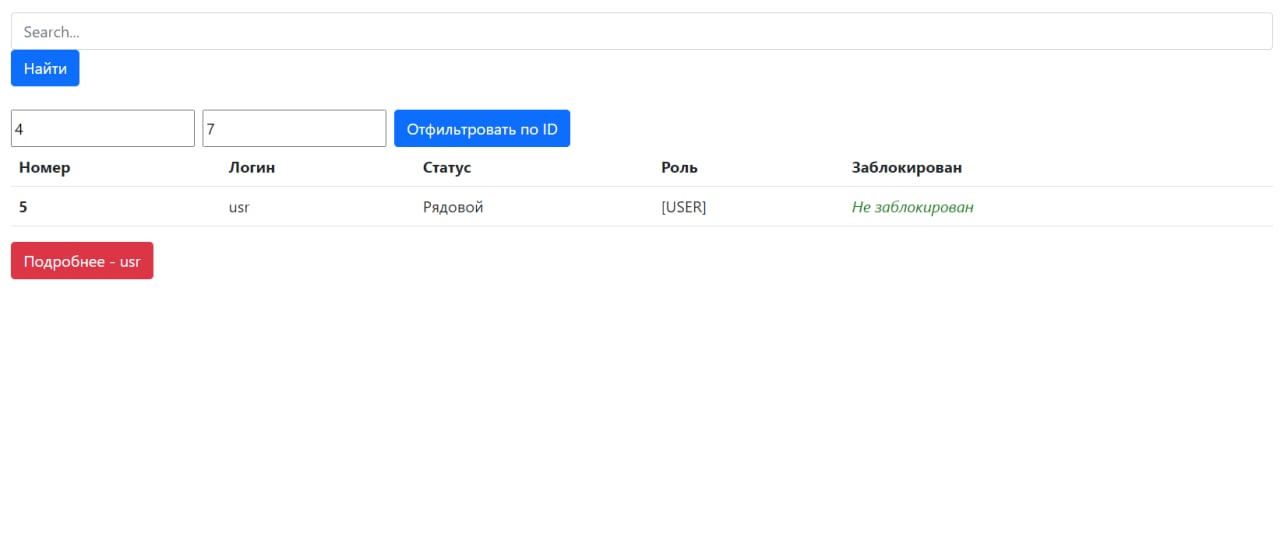 Search...
Найти
4 7 Отфильтровать по ID
Номер Логин Статус Роль Заблокирован
5 usr Рядовой [USER] Не заблокирован
Подробнее - usr